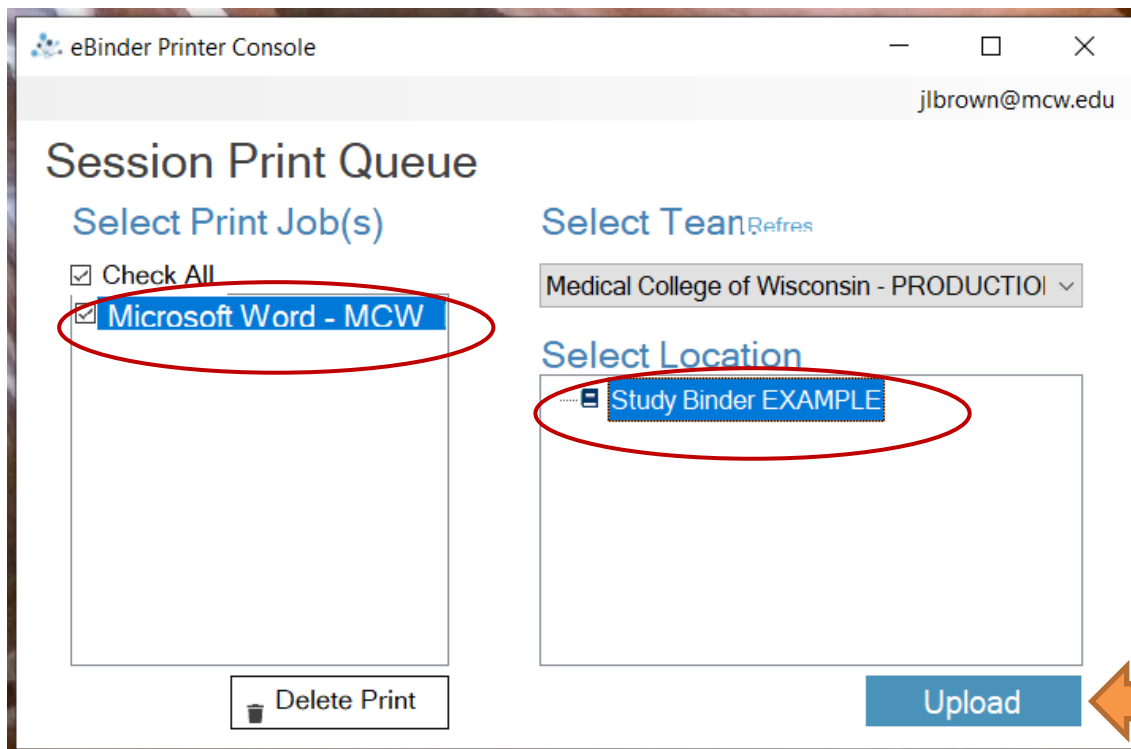 eBinder Printer Console
jlbrown@mcw.edu
Session Print Queue
Select Print Job(s)
Check All
Microsoft Word - MCW
Delete Print
Select Team Refres
Medical College of Wisconsin - PRODUCTIO
Select Location
Study Binder EXAMPLE
Upload